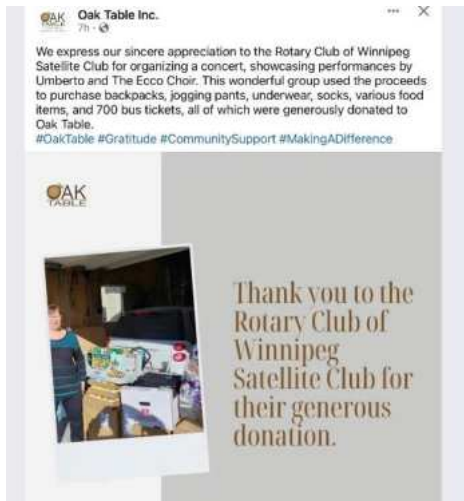 Oak Table Inc.
7h ·
We express our sincere appreciation to the Rotary Club of Winnipeg
Satellite Club for organizing a concert, showcasing performances by
Umberto and The Ecco Choir. This wonderful group used the proceeds
to purchase backpacks, jogging pants, underwear, socks, various food
items, and 700 bus tickets, all of which were generously donated to
Oak Table.
#OakTable #Gratitude #CommunitySupport #MakingADifference
OAK
TABLE
Thank you to the
Rotary Club of
Winnipeg
Satellite Club for
their generous
donation.